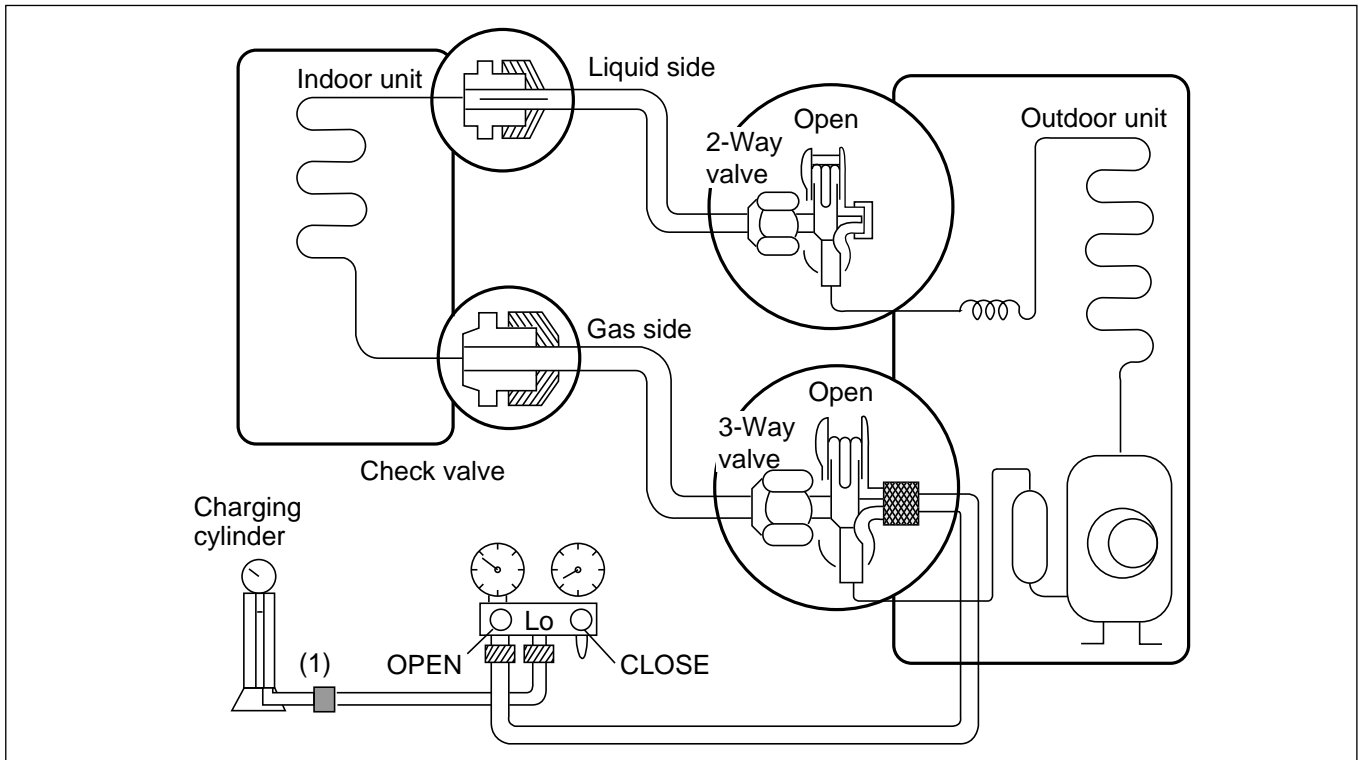 Indoor unit
Liquid side
2-Way
valve
Open
Outdoor unit
Gas side
3-Way
valve
Open
Check valve
Charging
cylinder
(1)
OPEN
Lo
CLOSE